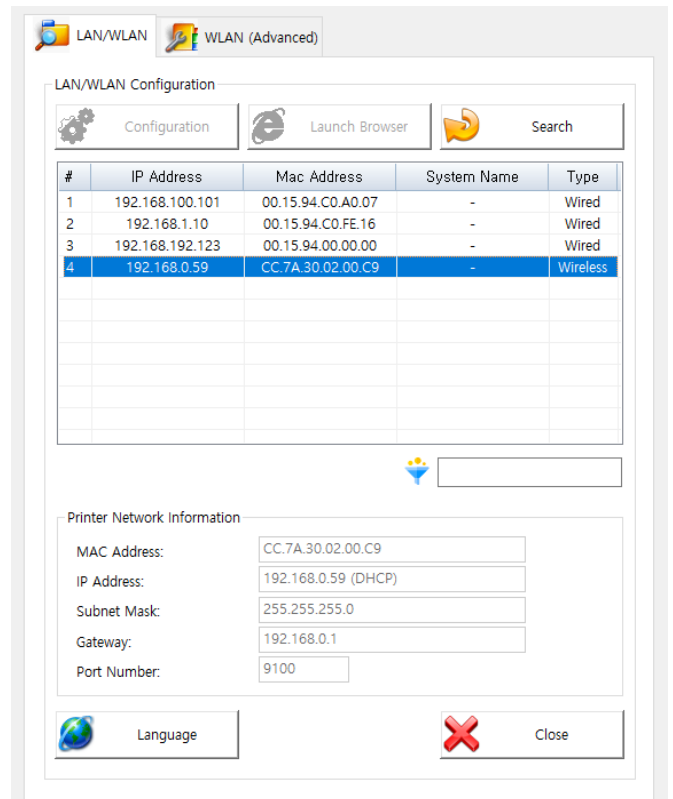 LAN/WLAN WLAN (Advanced)
LAN/WLAN Configuration
Configuration Launch Browser Search
# IP Address Mac Address System Name Type
1 192.168.100.101 00.15.94.C0.A0.07 - Wired
2 192.168.1.10 00.15.94.C0.FE.16 - Wired
3 192.168.192.123 00.15.94.00.00.00 - Wired
4 192.168.0.59 CC.7A.30.02.00.C9 - Wireless
Printer Network Information
MAC Address: CC.7A.30.02.00.C9
IP Address: 192.168.0.59 (DHCP)
Subnet Mask: 255.255.255.0
Gateway: 192.168.0.1
Port Number: 9100
Language Close